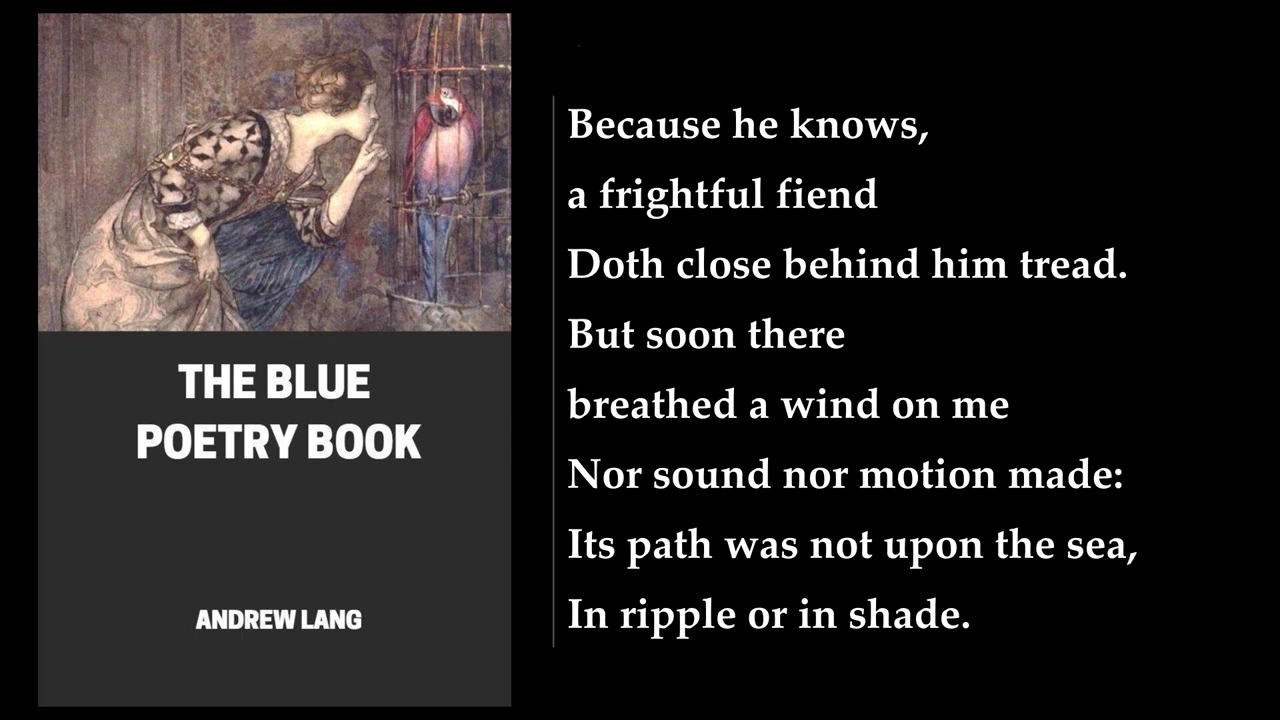 THE BLUE
POETRY BOOK
ANDREW LANG
Because he knows,
a frightful fiend
Doth close behind him tread.
But soon there
breathed a wind on me
Nor sound nor motion made:
Its path was not upon the sea,
In ripple or in shade.